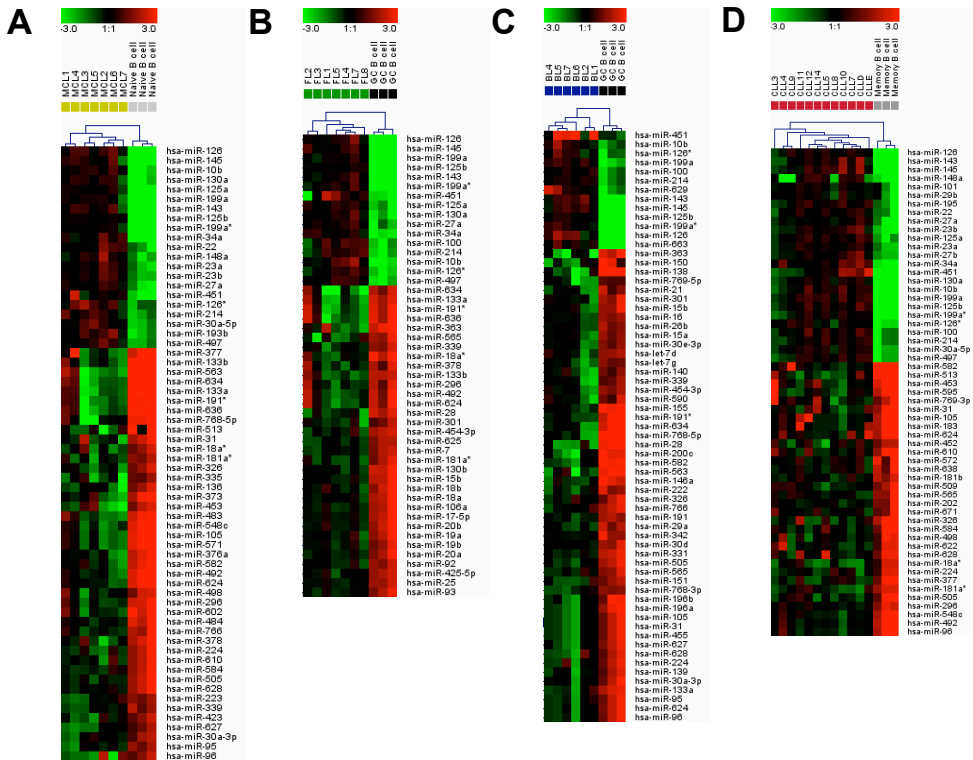 A
-3.0 1:1 3.0
MCL1
MCL4
MCL3
MCL5
MCL2
MCL6
MCL7
Naive B cell
Naive B cell
Naive B cell
hsa-miR-126
hsa-miR-145
hsa-miR-10b
hsa-miR-130a
hsa-miR-125a
hsa-miR-199a
hsa-miR-143
hsa-miR-125b
hsa-miR-199a*
hsa-miR-34a
hsa-miR-22
hsa-miR-148a
hsa-miR-23a
hsa-miR-23b
hsa-miR-27a
hsa-miR-451
hsa-miR-126*
hsa-miR-214
hsa-miR-30a-5p
hsa-miR-193b
hsa-miR-497
hsa-miR-377
hsa-miR-133b
hsa-miR-563
hsa-miR-634
hsa-miR-133a
hsa-miR-191*
hsa-miR-636
hsa-miR-768-5p
hsa-miR-513
hsa-miR-31
hsa-miR-18a*
hsa-miR-181a*
hsa-miR-326
hsa-miR-335
hsa-miR-136
hsa-miR-373
hsa-miR-453
hsa-miR-483
hsa-miR-548c
hsa-miR-105
hsa-miR-571
hsa-miR-376a
hsa-miR-582
hsa-miR-492
hsa-miR-624
hsa-miR-498
hsa-miR-296
hsa-miR-602
hsa-miR-484
hsa-miR-766
hsa-miR-378
hsa-miR-224
hsa-miR-610
hsa-miR-584
hsa-miR-505
hsa-miR-628
hsa-miR-223
hsa-miR-339
hsa-miR-423
hsa-miR-627
hsa-miR-30a-3p
hsa-miR-95
hsa-miR-96
B
-3.0 1:1 3.0
FL2
FL3
FL1
FL5
FL4
FL7
FL8
GC B cell
GC B cell
GC B cell
hsa-miR-126
hsa-miR-145
hsa-miR-199a
hsa-miR-125b
hsa-miR-143
hsa-miR-199a*
hsa-miR-451
hsa-miR-125a
hsa-miR-130a
hsa-miR-27a
hsa-miR-34a
hsa-miR-100
hsa-miR-214
hsa-miR-10b
hsa-miR-126*
hsa-miR-497
hsa-miR-634
hsa-miR-133a
hsa-miR-191*
hsa-miR-636
hsa-miR-363
hsa-miR-565
hsa-miR-339
hsa-miR-18a*
hsa-miR-378
hsa-miR-133b
hsa-miR-296
hsa-miR-492
hsa-miR-624
hsa-miR-28
hsa-miR-301
hsa-miR-454-3p
hsa-miR-625
hsa-miR-7
hsa-miR-181a*
hsa-miR-130b
hsa-miR-15b
hsa-miR-18b
hsa-miR-18a
hsa-miR-106a
hsa-miR-17-5p
hsa-miR-20b
hsa-miR-19a
hsa-miR-19b
hsa-miR-20a
hsa-miR-92
hsa-miR-425-5p
hsa-miR-25
hsa-miR-93
C
-3.0 1:1 3.0
BL4
BL5
BL7
BL6
BL2
BL1
GC B cell
GC B cell
GC B cell
hsa-miR-451
hsa-miR-10b
hsa-miR-126*
hsa-miR-199a
hsa-miR-100
hsa-miR-214
hsa-miR-629
hsa-miR-143
hsa-miR-145
hsa-miR-125b
hsa-miR-199a*
hsa-miR-126
hsa-miR-663
hsa-miR-363
hsa-miR-150
hsa-miR-138
hsa-miR-769-5p
hsa-miR-21
hsa-miR-301
hsa-miR-15b
hsa-miR-16
hsa-miR-26b
hsa-miR-15a
hsa-miR-30e-3p
hsa-let-7d
hsa-let-7g
hsa-miR-140
hsa-miR-339
hsa-miR-454-3p
hsa-miR-590
hsa-miR-155
hsa-miR-191*
hsa-miR-634
hsa-miR-768-5p
hsa-miR-28
hsa-miR-200c
hsa-miR-582
hsa-miR-563
hsa-miR-146a
hsa-miR-222
hsa-miR-326
hsa-miR-766
hsa-miR-191
hsa-miR-29a
hsa-miR-342
hsa-miR-30d
hsa-miR-331
hsa-miR-505
hsa-miR-565
hsa-miR-151
hsa-miR-768-3p
hsa-miR-196b
hsa-miR-196a
hsa-miR-105
hsa-miR-31
hsa-miR-455
hsa-miR-627
hsa-miR-628
hsa-miR-224
hsa-miR-139
hsa-miR-30a-3p
hsa-miR-133a
hsa-miR-95
hsa-miR-624
hsa-miR-96
D
-3.0 1:1 3.0
CLL3
CLL4
CLL9
CLL11
CLL12
CLL14
CLL5
CLL8
CLL10
CLL7
CLLD
CLLE
Memory B cell
Memory B cell
Memory B cell
hsa-miR-126
hsa-miR-143
hsa-miR-145
hsa-miR-148a
hsa-miR-101
hsa-miR-29b
hsa-miR-195
hsa-miR-22
hsa-miR-27a
hsa-miR-23b
hsa-miR-125a
hsa-miR-23a
hsa-miR-27b
hsa-miR-34a
hsa-miR-451
hsa-miR-130a
hsa-miR-10b
hsa-miR-199a
hsa-miR-125b
hsa-miR-199a*
hsa-miR-126*
hsa-miR-100
hsa-miR-214
hsa-miR-30a-5p
hsa-miR-497
hsa-miR-582
hsa-miR-513
hsa-miR-453
hsa-miR-595
hsa-miR-769-3p
hsa-miR-31
hsa-miR-105
hsa-miR-183
hsa-miR-624
hsa-miR-452
hsa-miR-610
hsa-miR-572
hsa-miR-638
hsa-miR-181b
hsa-miR-509
hsa-miR-565
hsa-miR-202
hsa-miR-671
hsa-miR-326
hsa-miR-584
hsa-miR-498
hsa-miR-622
hsa-miR-628
hsa-miR-18a*
hsa-miR-224
hsa-miR-377
hsa-miR-181a*
hsa-miR-505
hsa-miR-296
hsa-miR-548c
hsa-miR-492
hsa-miR-96